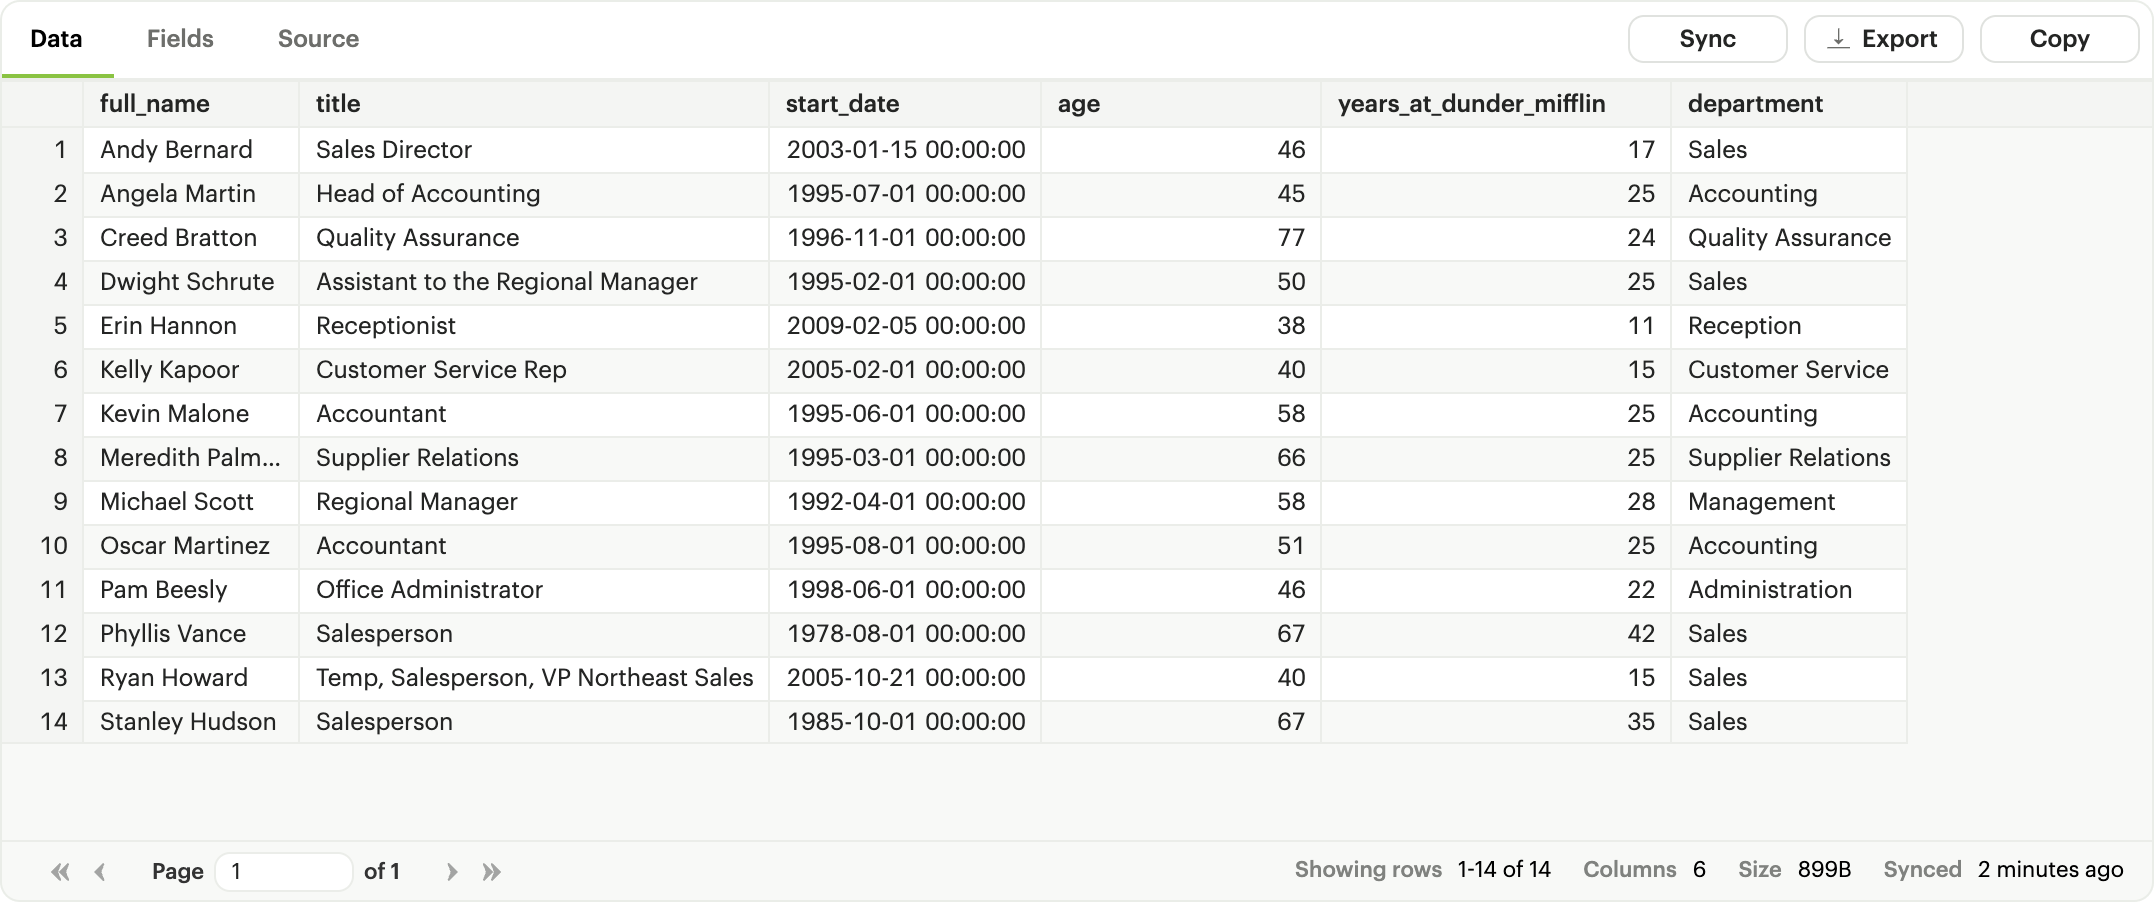 Data Fields Source Sync Export Copy
full_name title start_date age years_at_dunder_mifflin department
1 Andy Bernard Sales Director 2003-01-15 00:00:00 46 17 Sales
2 Angela Martin Head of Accounting 1995-07-01 00:00:00 45 25 Accounting
3 Creed Bratton Quality Assurance 1996-11-01 00:00:00 77 24 Quality Assurance
4 Dwight Schrute Assistant to the Regional Manager 1995-02-01 00:00:00 50 25 Sales
5 Erin Hannon Receptionist 2009-02-05 00:00:00 38 11 Reception
6 Kelly Kapoor Customer Service Rep 2005-02-01 00:00:00 40 15 Customer Service
7 Kevin Malone Accountant 1995-06-01 00:00:00 58 25 Accounting
8 Meredith Palm... Supplier Relations 1995-03-01 00:00:00 66 25 Supplier Relations
9 Michael Scott Regional Manager 1992-04-01 00:00:00 58 28 Management
10 Oscar Martinez Accountant 1995-08-01 00:00:00 51 25 Accounting
11 Pam Beesly Office Administrator 1998-06-01 00:00:00 46 22 Administration
12 Phyllis Vance Salesperson 1978-08-01 00:00:00 67 42 Sales
13 Ryan Howard Temp, Salesperson, VP Northeast Sales 2005-10-21 00:00:00 40 15 Sales
14 Stanley Hudson Salesperson 1985-10-01 00:00:00 67 35 Sales
Page 1 of 1 Showing rows 1-14 of 14 Columns 6 Size 899B Synced 2 minutes ago